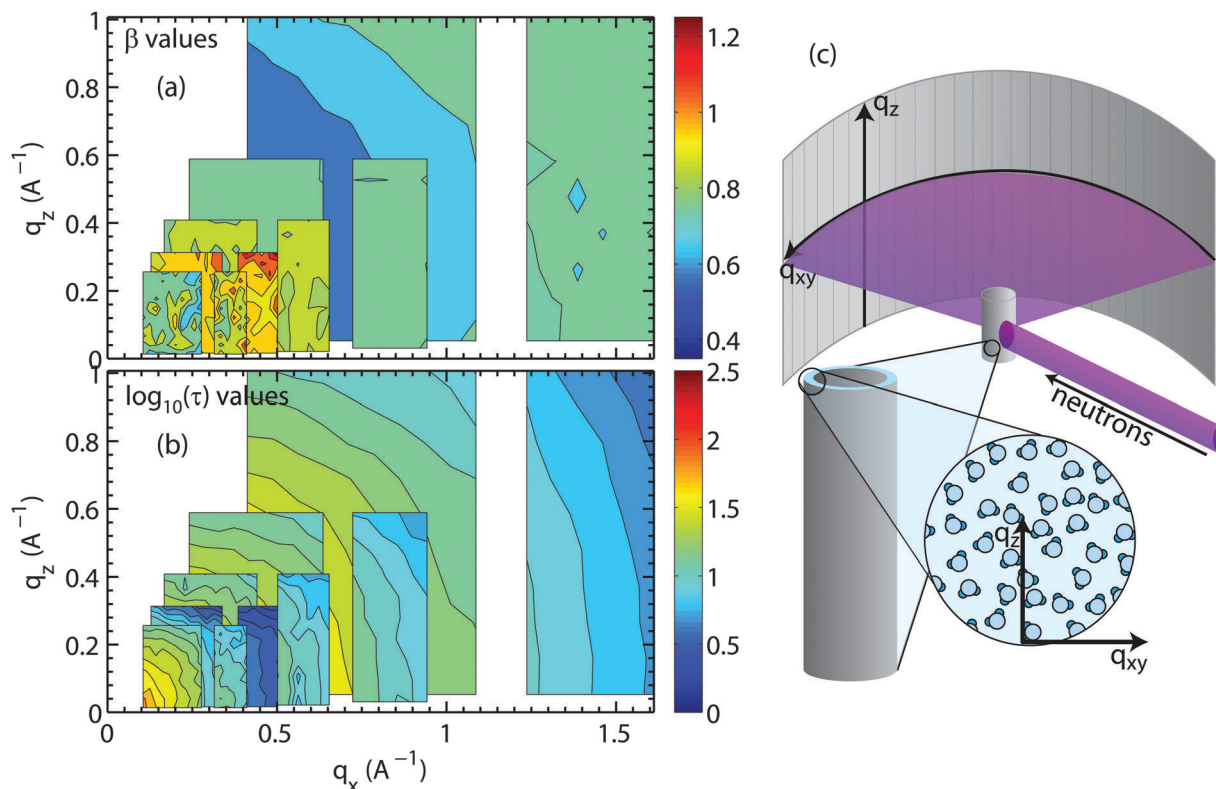 β values
(a)
1
0.8
0.6
0.4
0.2
0
q_z (A⁻¹)
1.2
1
0.8
0.6
0.4
log₁₀(τ) values
(b)
1
0.8
0.6
0.4
0.2
0
q_z (A⁻¹)
0
0.5
1
1.5
q_x (A⁻¹)
2.5
2
1.5
1
0.5
0
(c)
q_z
q_xy
neutrons
q_z
q_xy